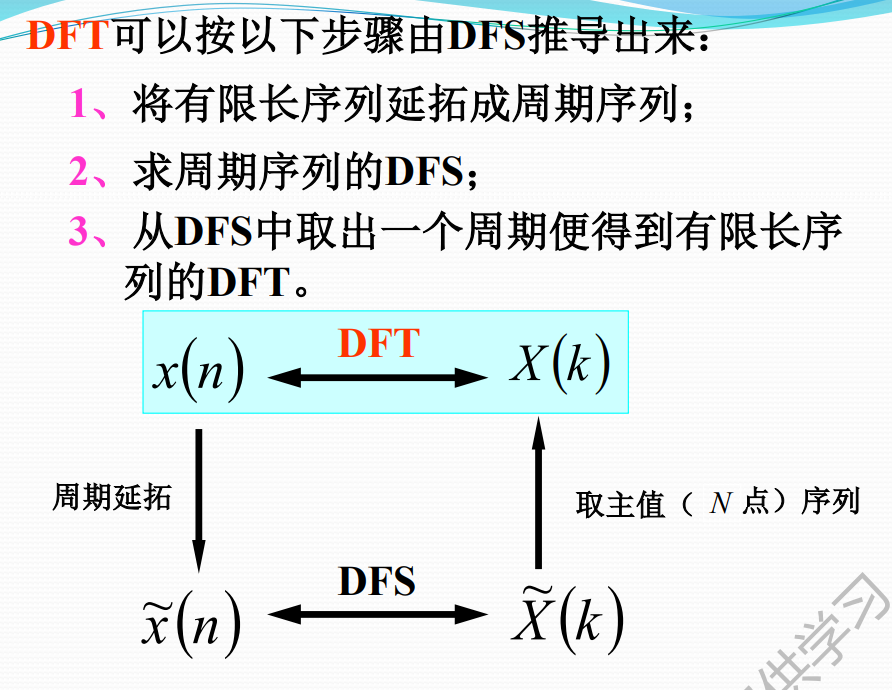 DFT可以按以下步骤由DFS推导出来：
1、将有限长序列延拓成周期序列；
2、求周期序列的DFS；
3、从DFS中取出一个周期便得到有限长序
列的DFT。
x(n) DFT X(k)
周期延拓 取主值（ N 点）序列
x̃(n) DFS X̃(k)
供学习